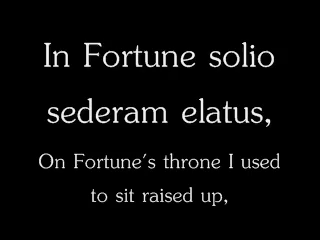 In Fortune solio
sederam elatus,
On Fortune's throne I used
to sit raised up,